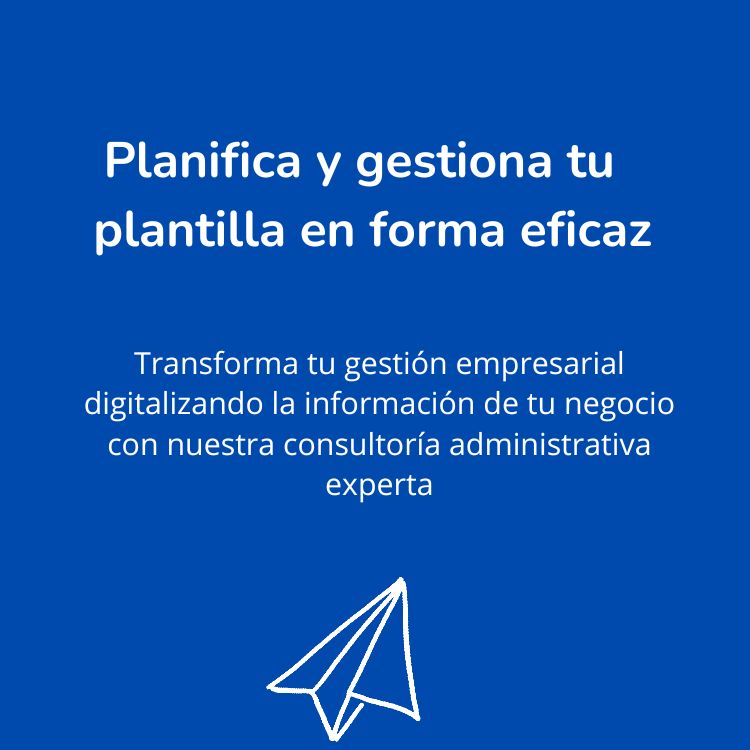 Planifica y gestiona tu
plantilla en forma eficaz
Transforma tu gestión empresarial
digitalizando la información de tu negocio
con nuestra consultoría administrativa
experta